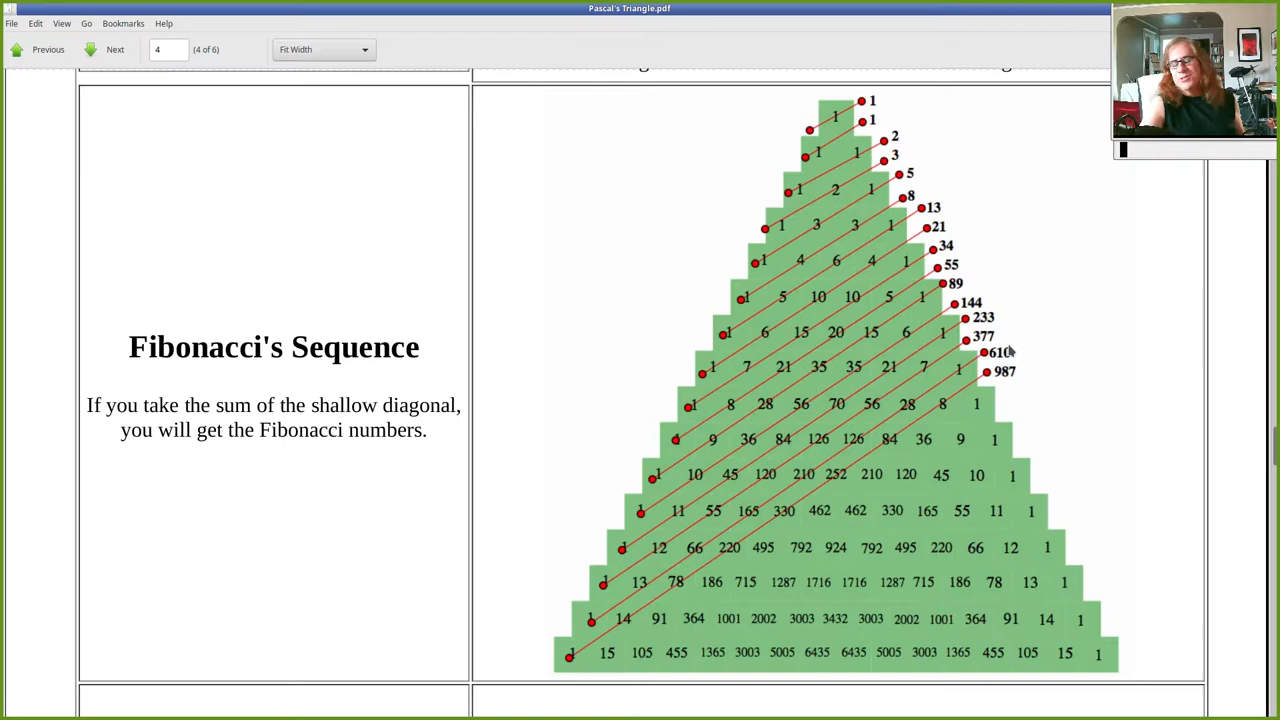 Pascal's Triangle.pdf
File Edit View Go Bookmarks Help
Previous Next 4 (4 of 6) Fit Width
Fibonacci's Sequence
If you take the sum of the shallow diagonal,
you will get the Fibonacci numbers.
1
1
2
3
5
8
13
21
34
55
89
144
233
377
610
987
1
1 1
1 2 1
1 3 3 1
1 4 6 4 1
1 5 10 10 5 1
1 6 15 20 15 6 1
1 7 21 35 35 21 7 1
1 8 28 56 70 56 28 8 1
1 9 36 84 126 126 84 36 9 1
1 10 45 120 210 252 210 120 45 10 1
1 11 55 165 330 462 462 330 165 55 11 1
1 12 66 220 495 792 924 792 495 220 66 12 1
1 13 78 186 715 1287 1716 1716 1287 715 186 78 13 1
1 14 91 364 1001 2002 3003 3432 3003 2002 1001 364 91 14 1
1 15 105 455 1365 3003 5005 6435 6435 5005 3003 1365 455 105 15 1